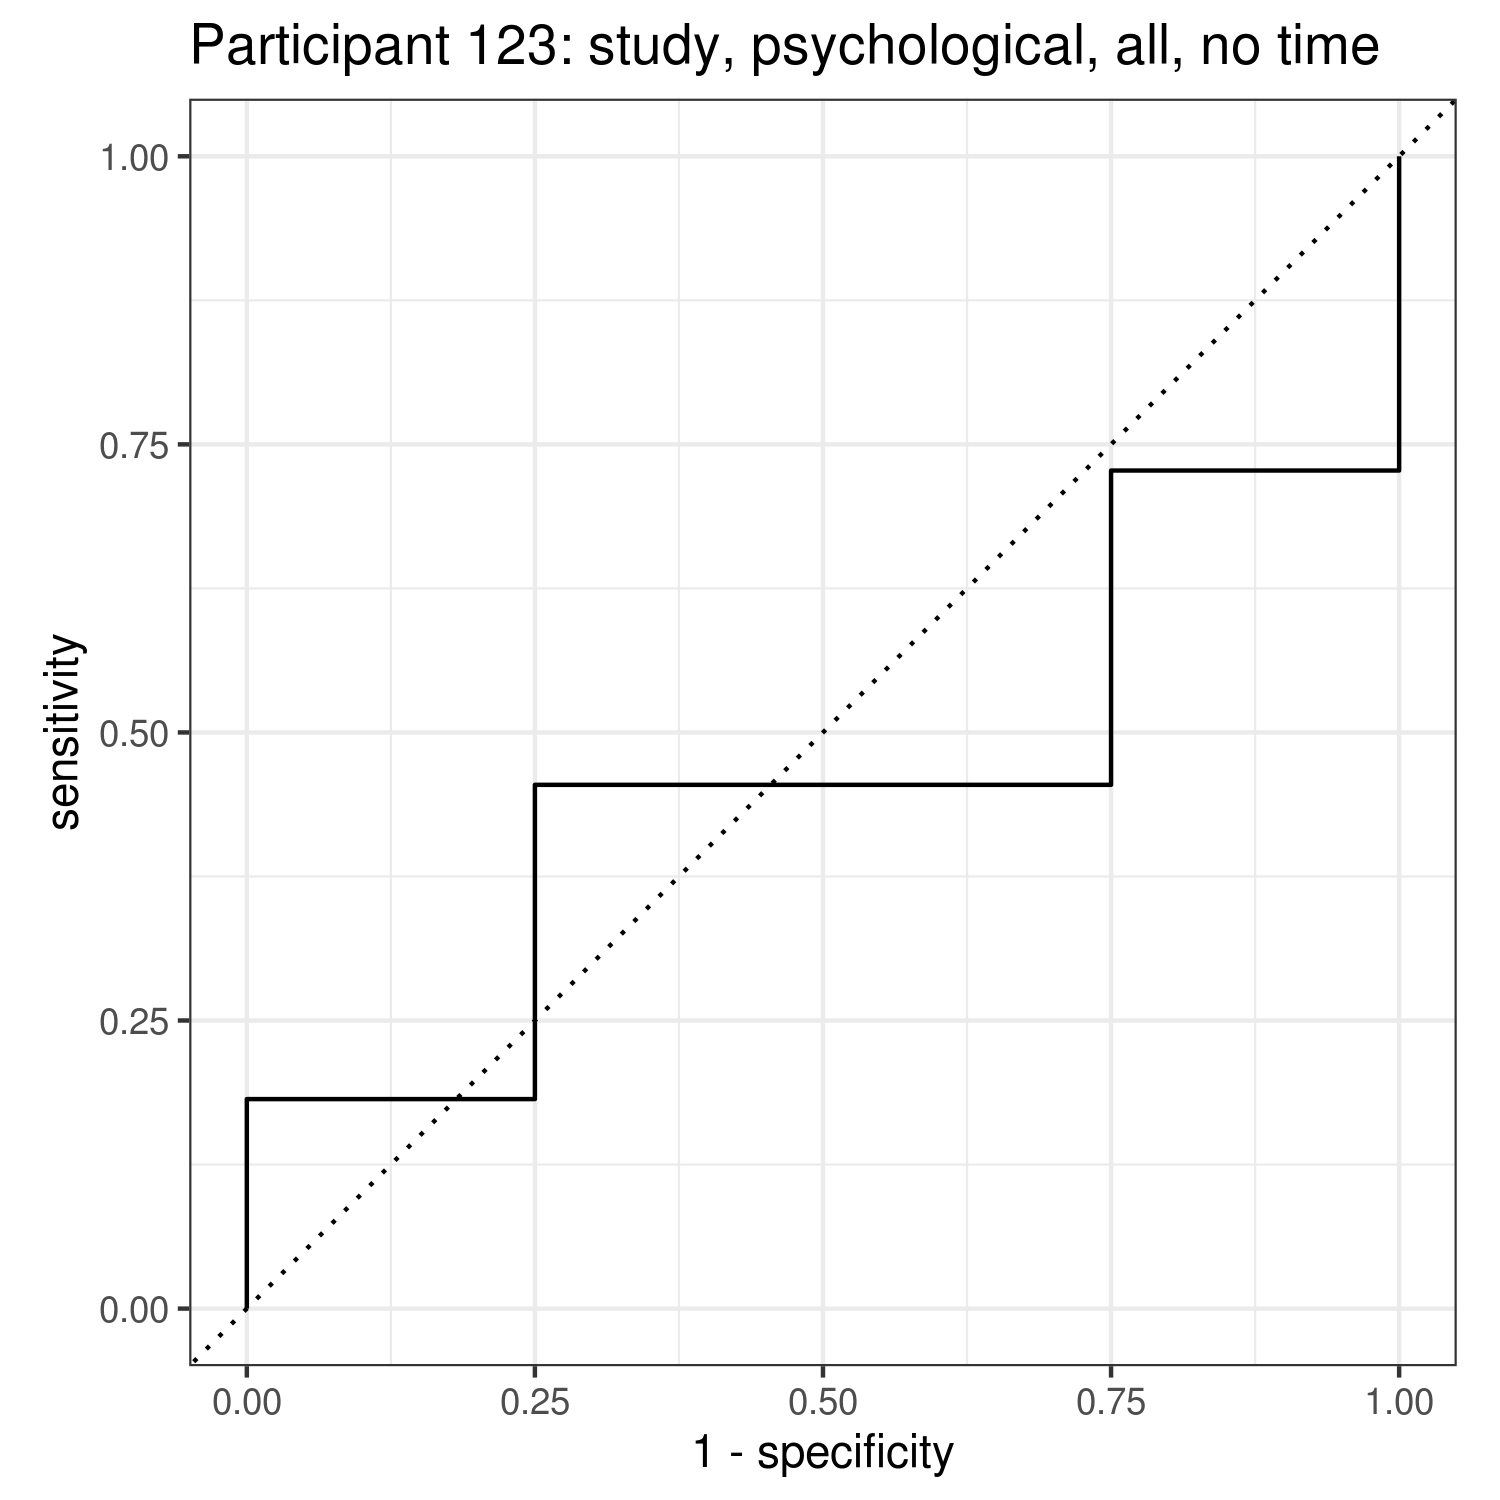 Participant 123: study, psychological, all, no time
1.00
0.75
0.50
0.25
0.00
sensitivity
0.00 0.25 0.50 0.75 1.00
1 - specificity